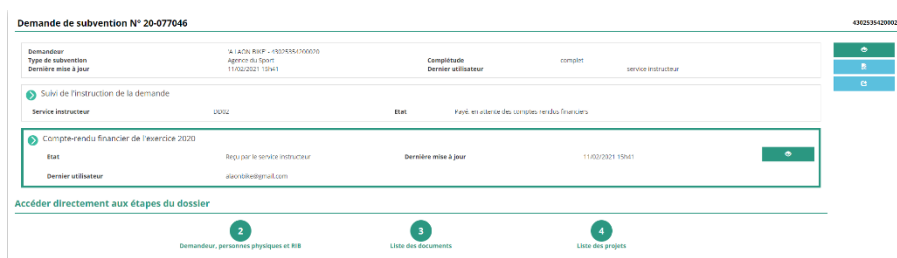 Demande de subvention N° 20-077046
4302535420002
Demandeur 'A LAON BIKE' - 43025354200020
Type de subvention Agence du Sport Complétude complet
Dernière mise à jour 11/02/2021 15h41 Dernier utilisateur service instructeur
Suivi de l'instruction de la demande
Service instructeur DD02 Etat Payé, en attente des comptes rendus financiers
Compte-rendu financier de l'exercice 2020
Etat Reçu par le service instructeur Dernière mise à jour 11/02/2021 15h41
Dernier utilisateur alaonbike@gmail.com
Accéder directement aux étapes du dossier
2 3 4
Demandeur, personnes physiques et RIB Liste des documents Liste des projets